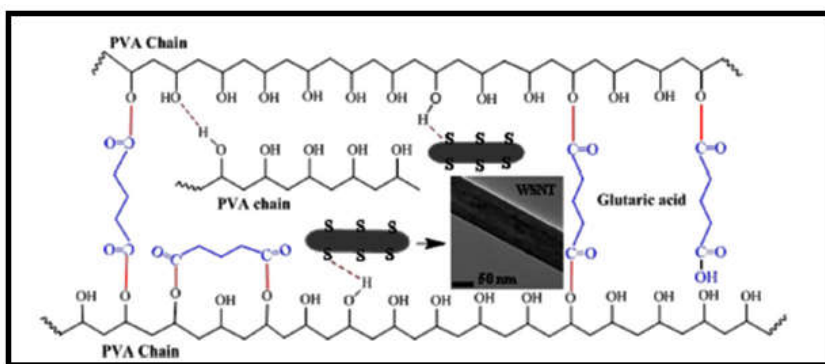 PVA Chain
O HO OH OH OH OH OH OH O OH OH O OH OH O
H
H
S S S
O=C O OH OH OH OH C=O C=O
S S S
WSNT
PVA chain
Glutaric acid
S S S
O=C C=O C=O C=O C=O
S S
50 nm
OH
H
OH O O O OH O OH OH OH OH O OH OH OH OH
PVA Chain